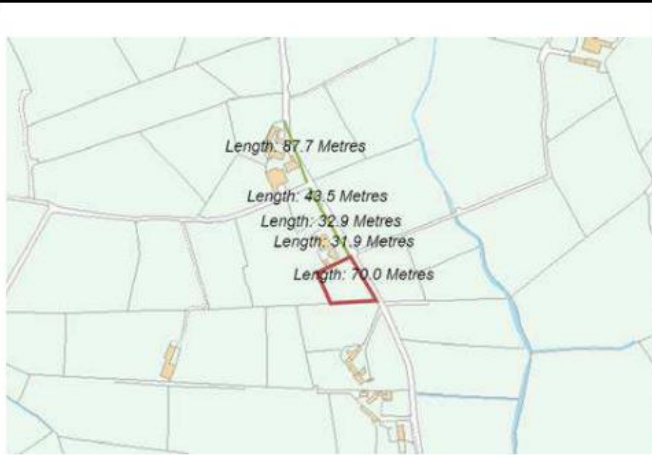 Length: 87.7 Metres
Length: 43.5 Metres
Length: 32.9 Metres
Length: 31.9 Metres
Length: 70.0 Metres